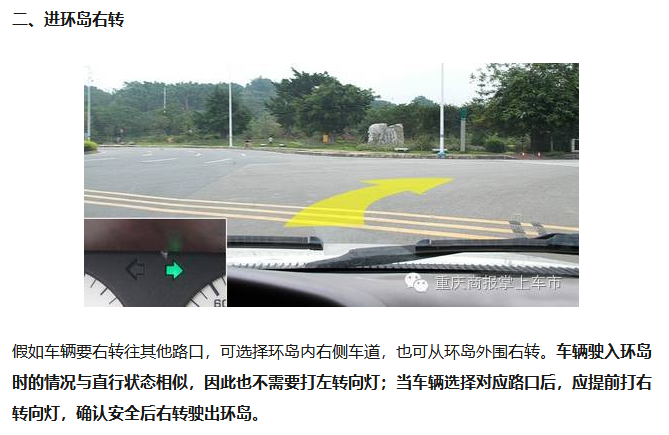 二、进环岛右转
60
重庆商报掌上车市
假如车辆要右转往其他路口，可选择环岛内右侧车道，也可从环岛外围右转。车辆驶入环岛
时的情况与直行状态相似，因此也不需要打左转向灯；当车辆选择对应路口后，应提前打右
转向灯，确认安全后右转驶出环岛。